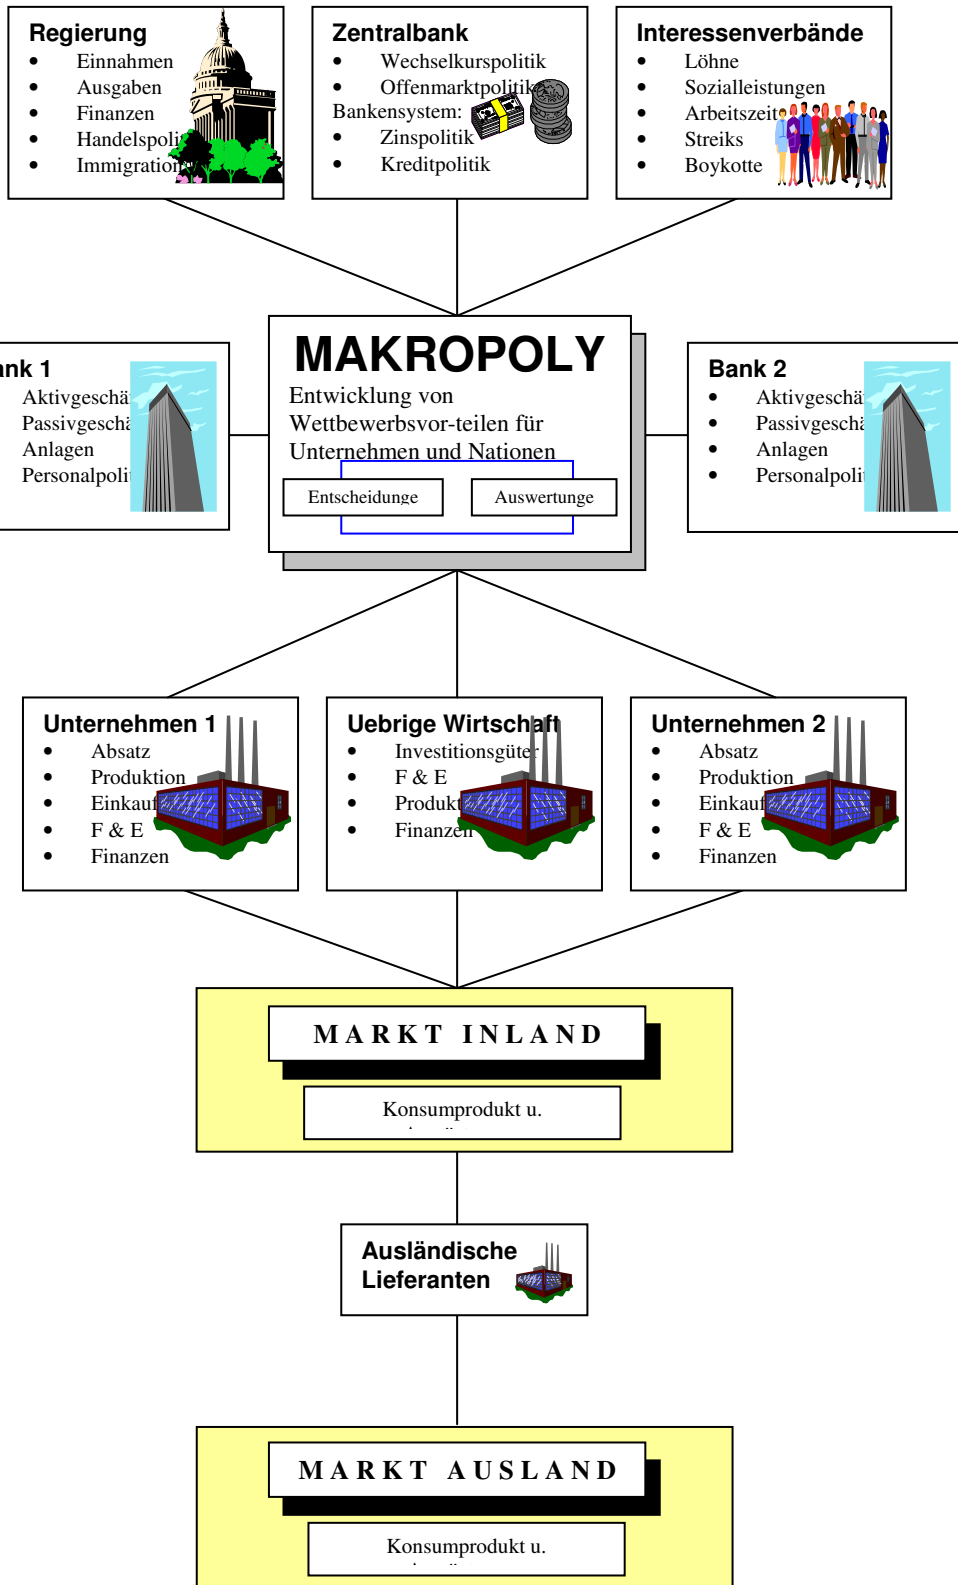 Regierung
• Einnahmen
• Ausgaben
• Finanzen
• Handelspoli
• Immigration
Zentralbank
• Wechselkurspolitik
• Offenmarktpolitik
Bankensystem:
• Zinspolitik
• Kreditpolitik
Interessenverbände
• Löhne
• Sozialleistungen
• Arbeitszeit
• Streiks
• Boykotte
ank 1
Aktivgeschä
Passivgeschä
Anlagen
Personalpoli
MAKROPOLY
Entwicklung von
Wettbewerbsvor-teilen für
Unternehmen und Nationen
Entscheidunge
Auswertunge
Bank 2
• Aktivgeschä
• Passivgeschä
• Anlagen
• Personalpoli
Unternehmen 1
• Absatz
• Produktion
• Einkauf
• F & E
• Finanzen
Uebrige Wirtschaft
• Investitionsgüter
• F & E
• Produkt
• Finanzen
Unternehmen 2
• Absatz
• Produktion
• Einkauf
• F & E
• Finanzen
MARKT INLAND
Konsumprodukt u.
Ausländische
Lieferanten
MARKT AUSLAND
Konsumprodukt u.